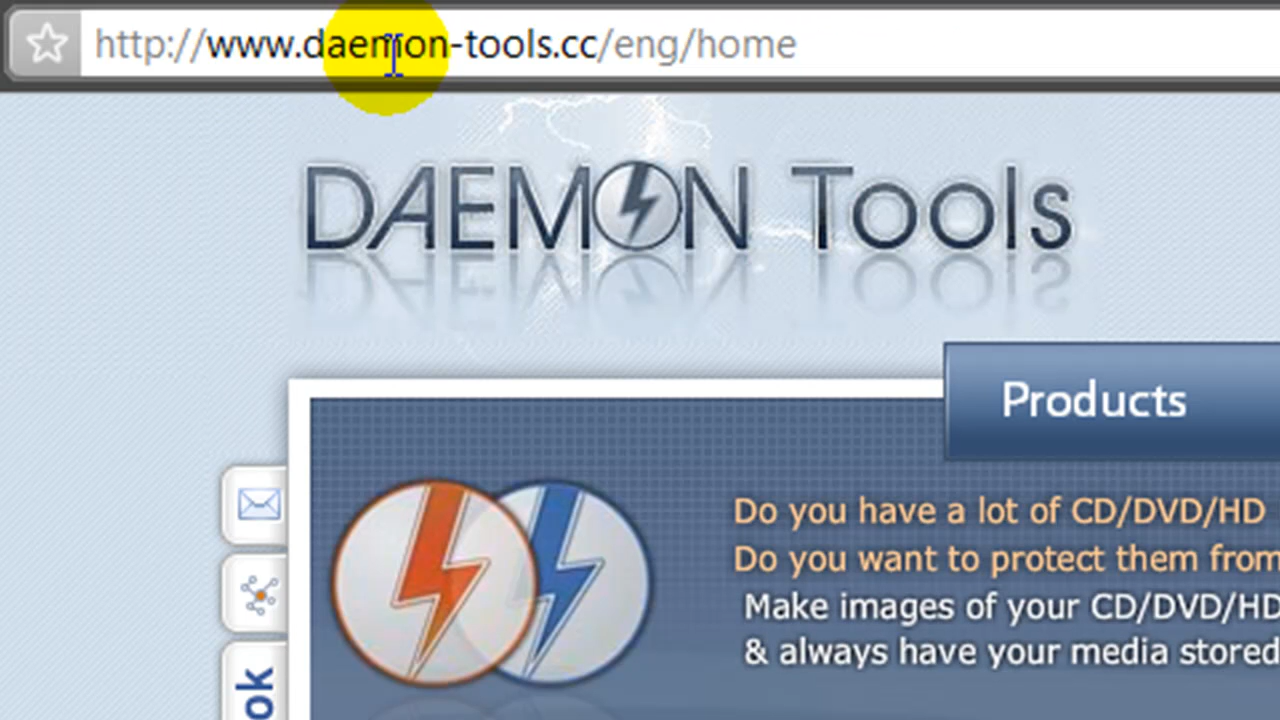 http://www.daemon-tools.cc/eng/home
DAEMON Tools
Products
Do you have a lot of CD/DVD/HD
Do you want to protect them from
Make images of your CD/DVD/HD
& always have your media stored
ok